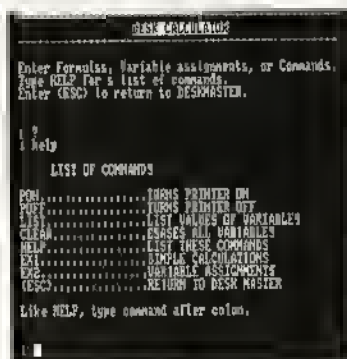 DESK CALCULATOR
Enter Formulas, Variable assignments, or Commands.
Type HELP for a list of commands.
Enter (ESC) to return to DESKMASTER.
: ?
: help
LIST OF COMMANDS
PON..................TURNS PRINTER ON
POFF.................TURNS PRINTER OFF
LIST.................LIST VALUES OF VARIABLES
CLEAR................ERASES ALL VARIABLES
HELP.................LIST THESE COMMANDS
EX1..................SIMPLE CALCULATIONS
EX2..................VARIABLE ASSIGNMENTS
(ESC)................RETURN TO DESK MASTER
Like HELP, type command after colon.
: